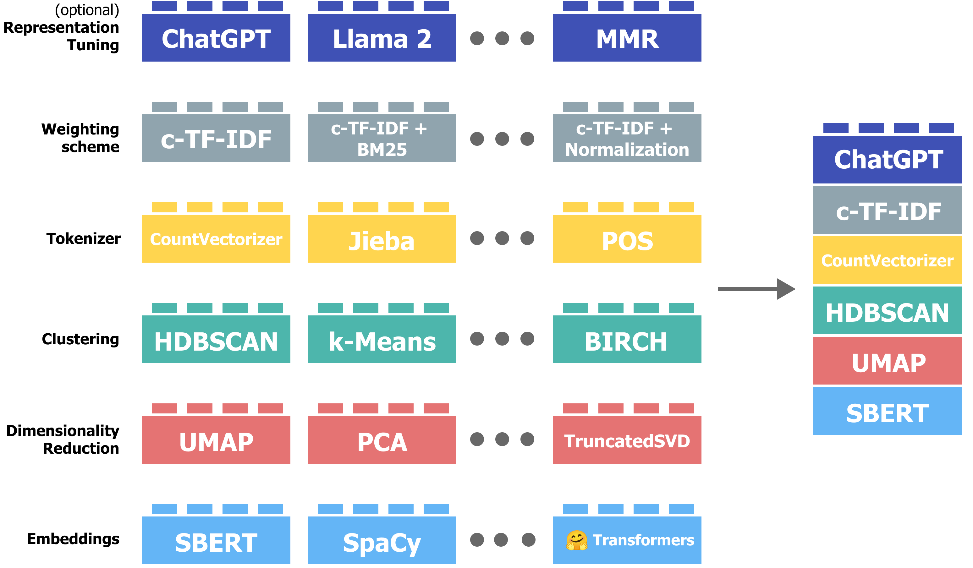 (optional)
Representation
Tuning
ChatGPT
Llama 2
MMR
Weighting
scheme
c-TF-IDF
c-TF-IDF +
BM25
c-TF-IDF +
Normalization
Tokenizer
CountVectorizer
Jieba
POS
Clustering
HDBSCAN
k-Means
BIRCH
Dimensionality
Reduction
UMAP
PCA
TruncatedSVD
Embeddings
SBERT
SpaCy
🤗 Transformers
ChatGPT
c-TF-IDF
CountVectorizer
HDBSCAN
UMAP
SBERT